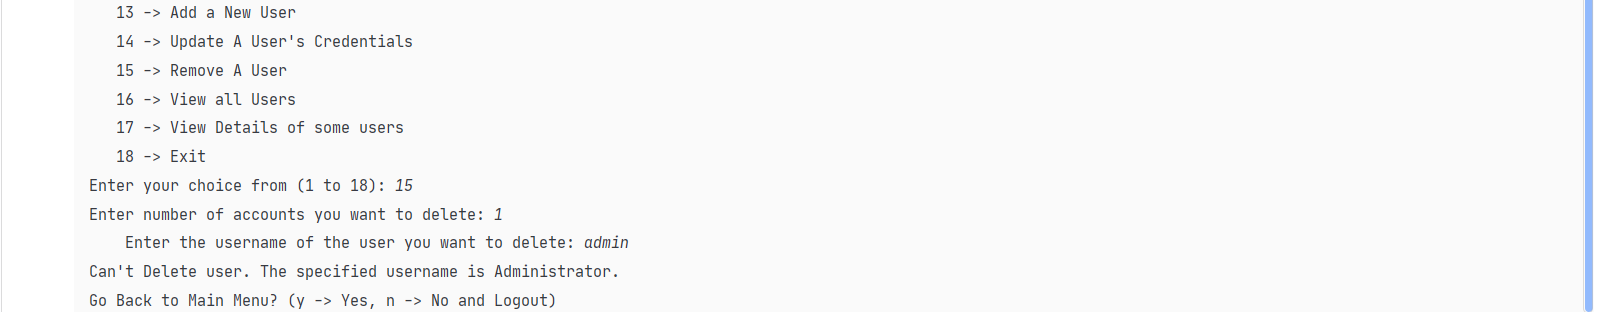 13 -> Add a New User
14 -> Update A User's Credentials
15 -> Remove A User
16 -> View all Users
17 -> View Details of some users
18 -> Exit
Enter your choice from (1 to 18): 15
Enter number of accounts you want to delete: 1
Enter the username of the user you want to delete: admin
Can't Delete user. The specified username is Administrator.
Go Back to Main Menu? (y -> Yes, n -> No and Logout)